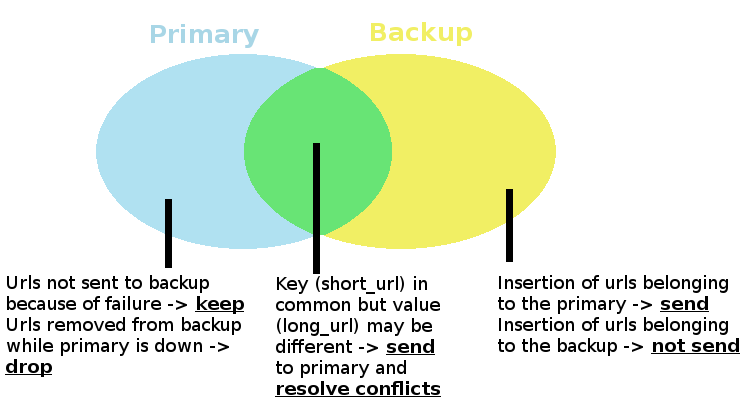 Primary
Backup
Urls not sent to backup
because of failure -> keep
Urls removed from backup
while primary is down ->
drop
Key (short_url) in
common but value
(long_url) may be
different -> send
to primary and
resolve conflicts
Insertion of urls belonging
to the primary -> send
Insertion of urls belonging
to the backup -> not send